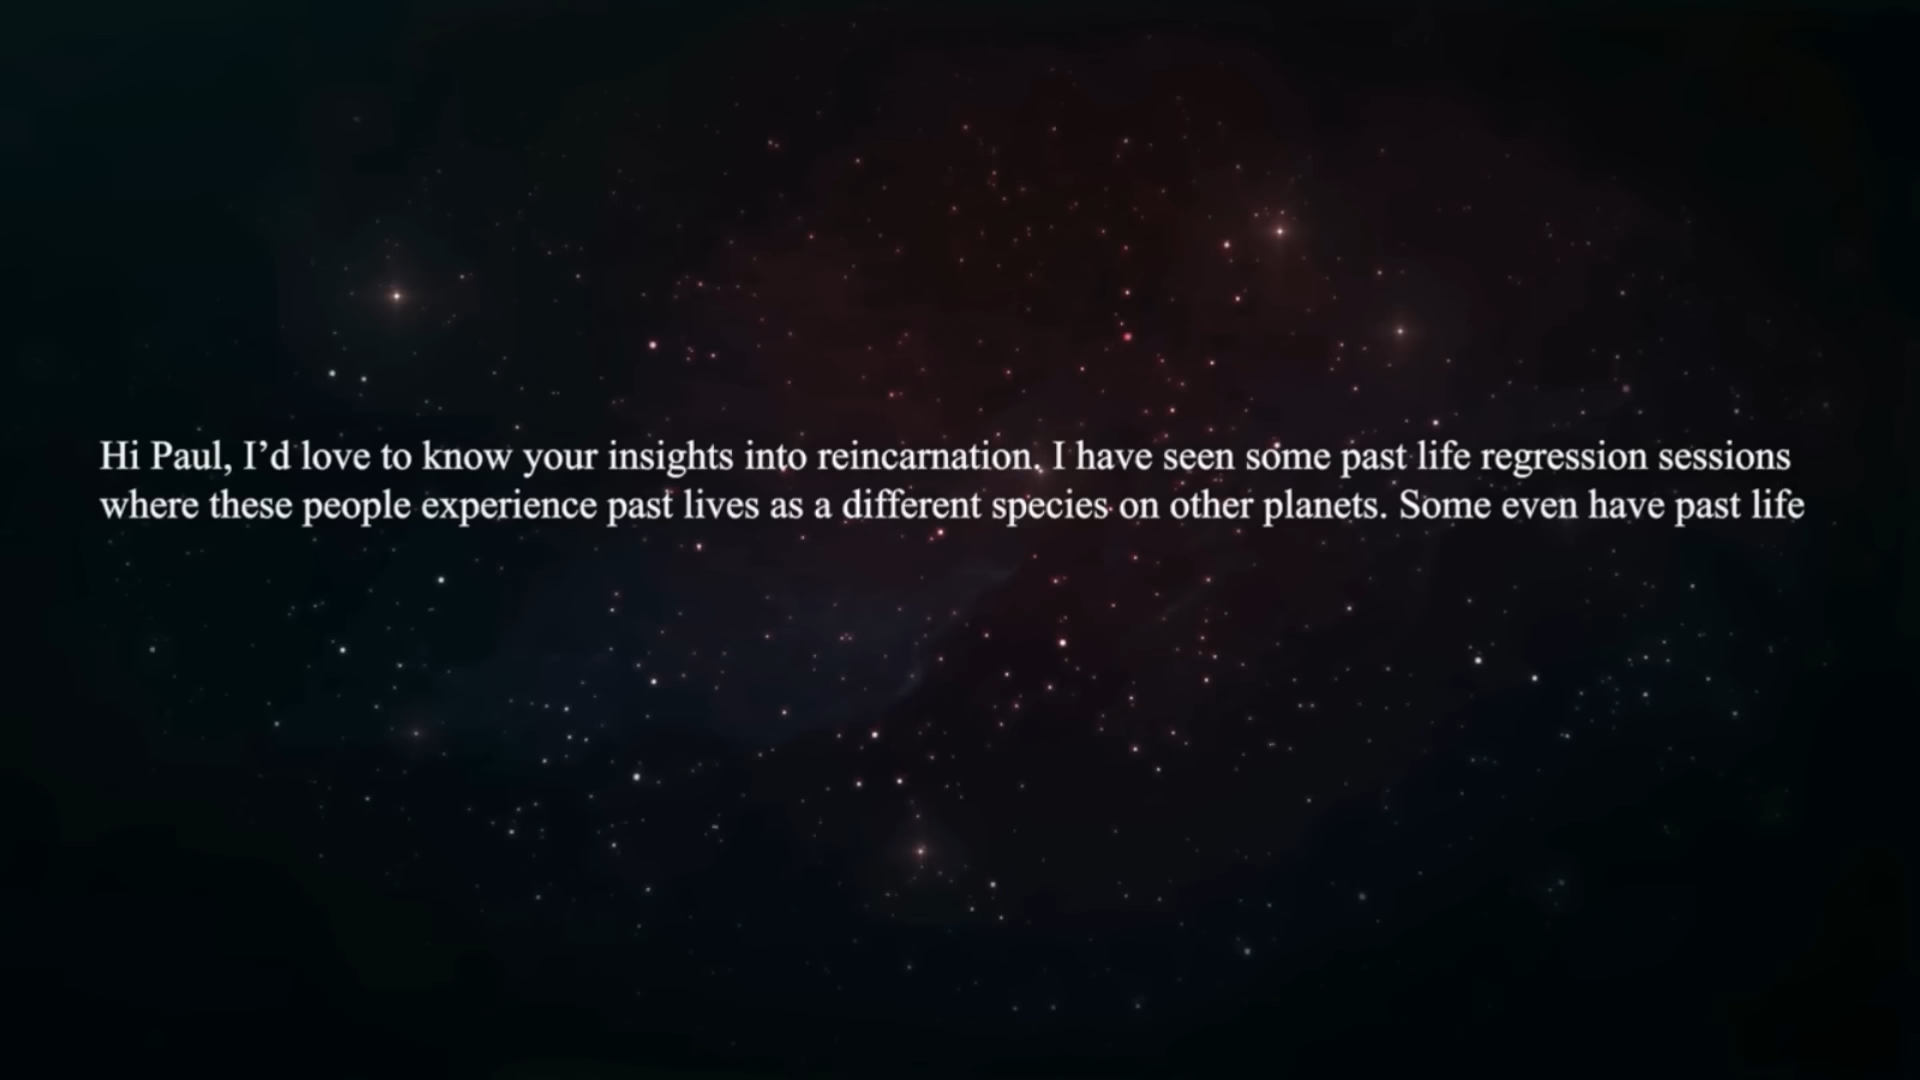 Hi Paul, I’d love to know your insights into reincarnation. I have seen some past life regression sessions
where these people experience past lives as a different species on other planets. Some even have past life